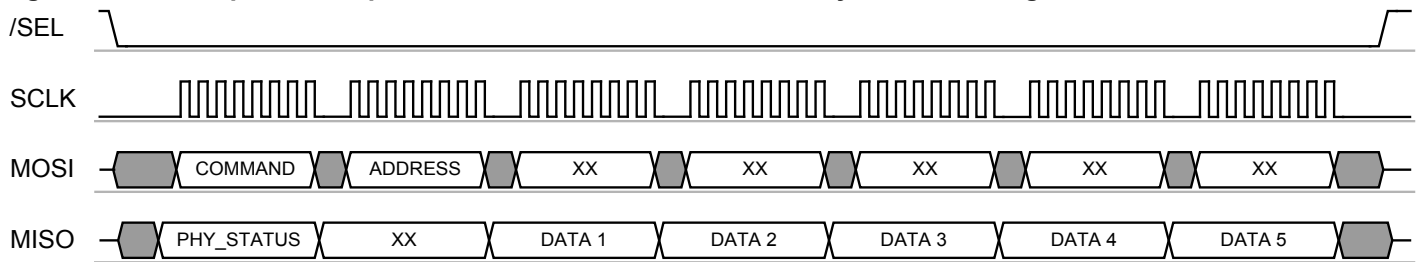 /SEL
SCLK
MOSI COMMAND ADDRESS XX XX XX XX XX
MISO PHY_STATUS XX DATA 1 DATA 2 DATA 3 DATA 4 DATA 5